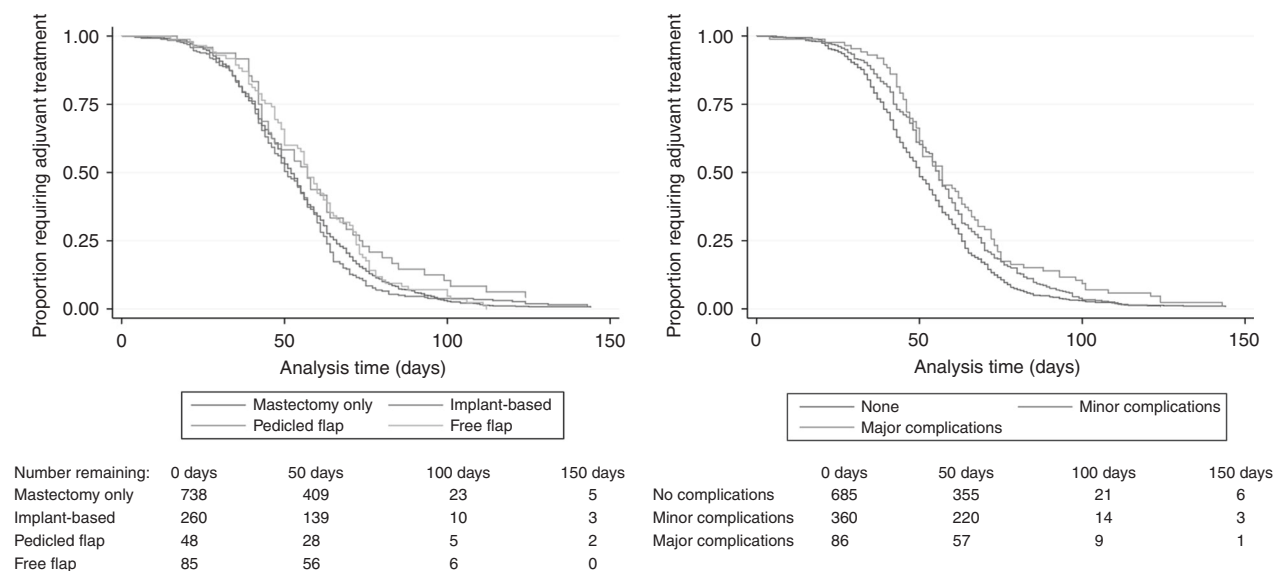 Proportion requiring adjuvant treatment
1.00
0.75
0.50
0.25
0.00
0 50 100 150
Analysis time (days)
Mastectomy only Implant-based
Pedicled flap Free flap
Number remaining: 0 days 50 days 100 days 150 days
Mastectomy only 738 409 23 5
Implant-based 260 139 10 3
Pedicled flap 48 28 5 2
Free flap 85 56 6 0
Proportion requiring adjuvant treatment
1.00
0.75
0.50
0.25
0.00
0 50 100 150
Analysis time (days)
None Minor complications
Major complications
0 days 50 days 100 days 150 days
No complications 685 355 21 6
Minor complications 360 220 14 3
Major complications 86 57 9 1